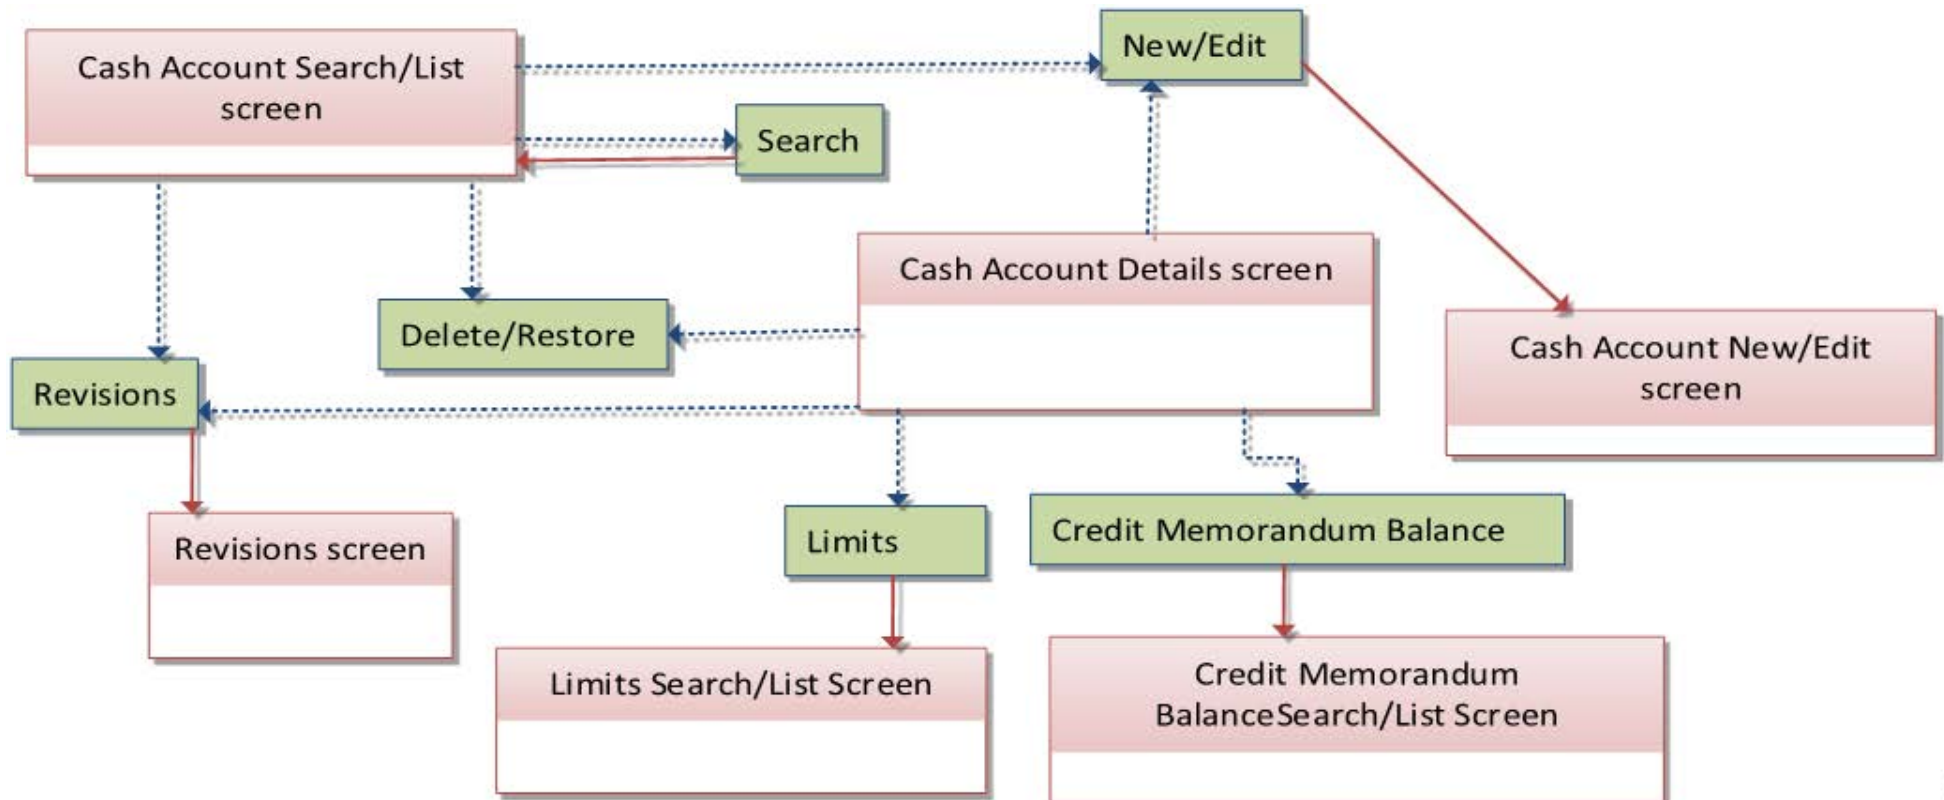 Cash Account Search/List
screen
New/Edit
Search
Cash Account Details screen
Delete/Restore
Cash Account New/Edit
screen
Revisions
Revisions screen
Limits
Credit Memorandum Balance
Limits Search/List Screen
Credit Memorandum
BalanceSearch/List Screen